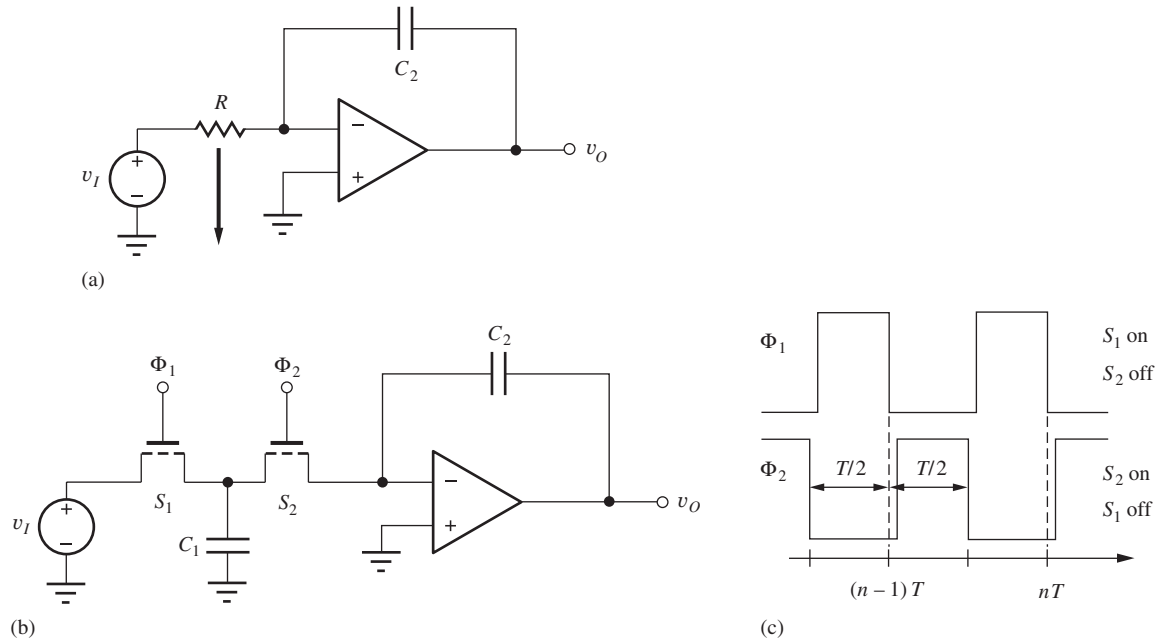 C₂
R
−
+
v_I
+
−
v_O
(a)
C₂
Φ₁
Φ₂
S₁
S₂
−
+
v_I
+
−
C₁
v_O
(b)
Φ₁
S₁ on
S₂ off
Φ₂
T/2
T/2
S₂ on
S₁ off
(n – 1) T
nT
(c)